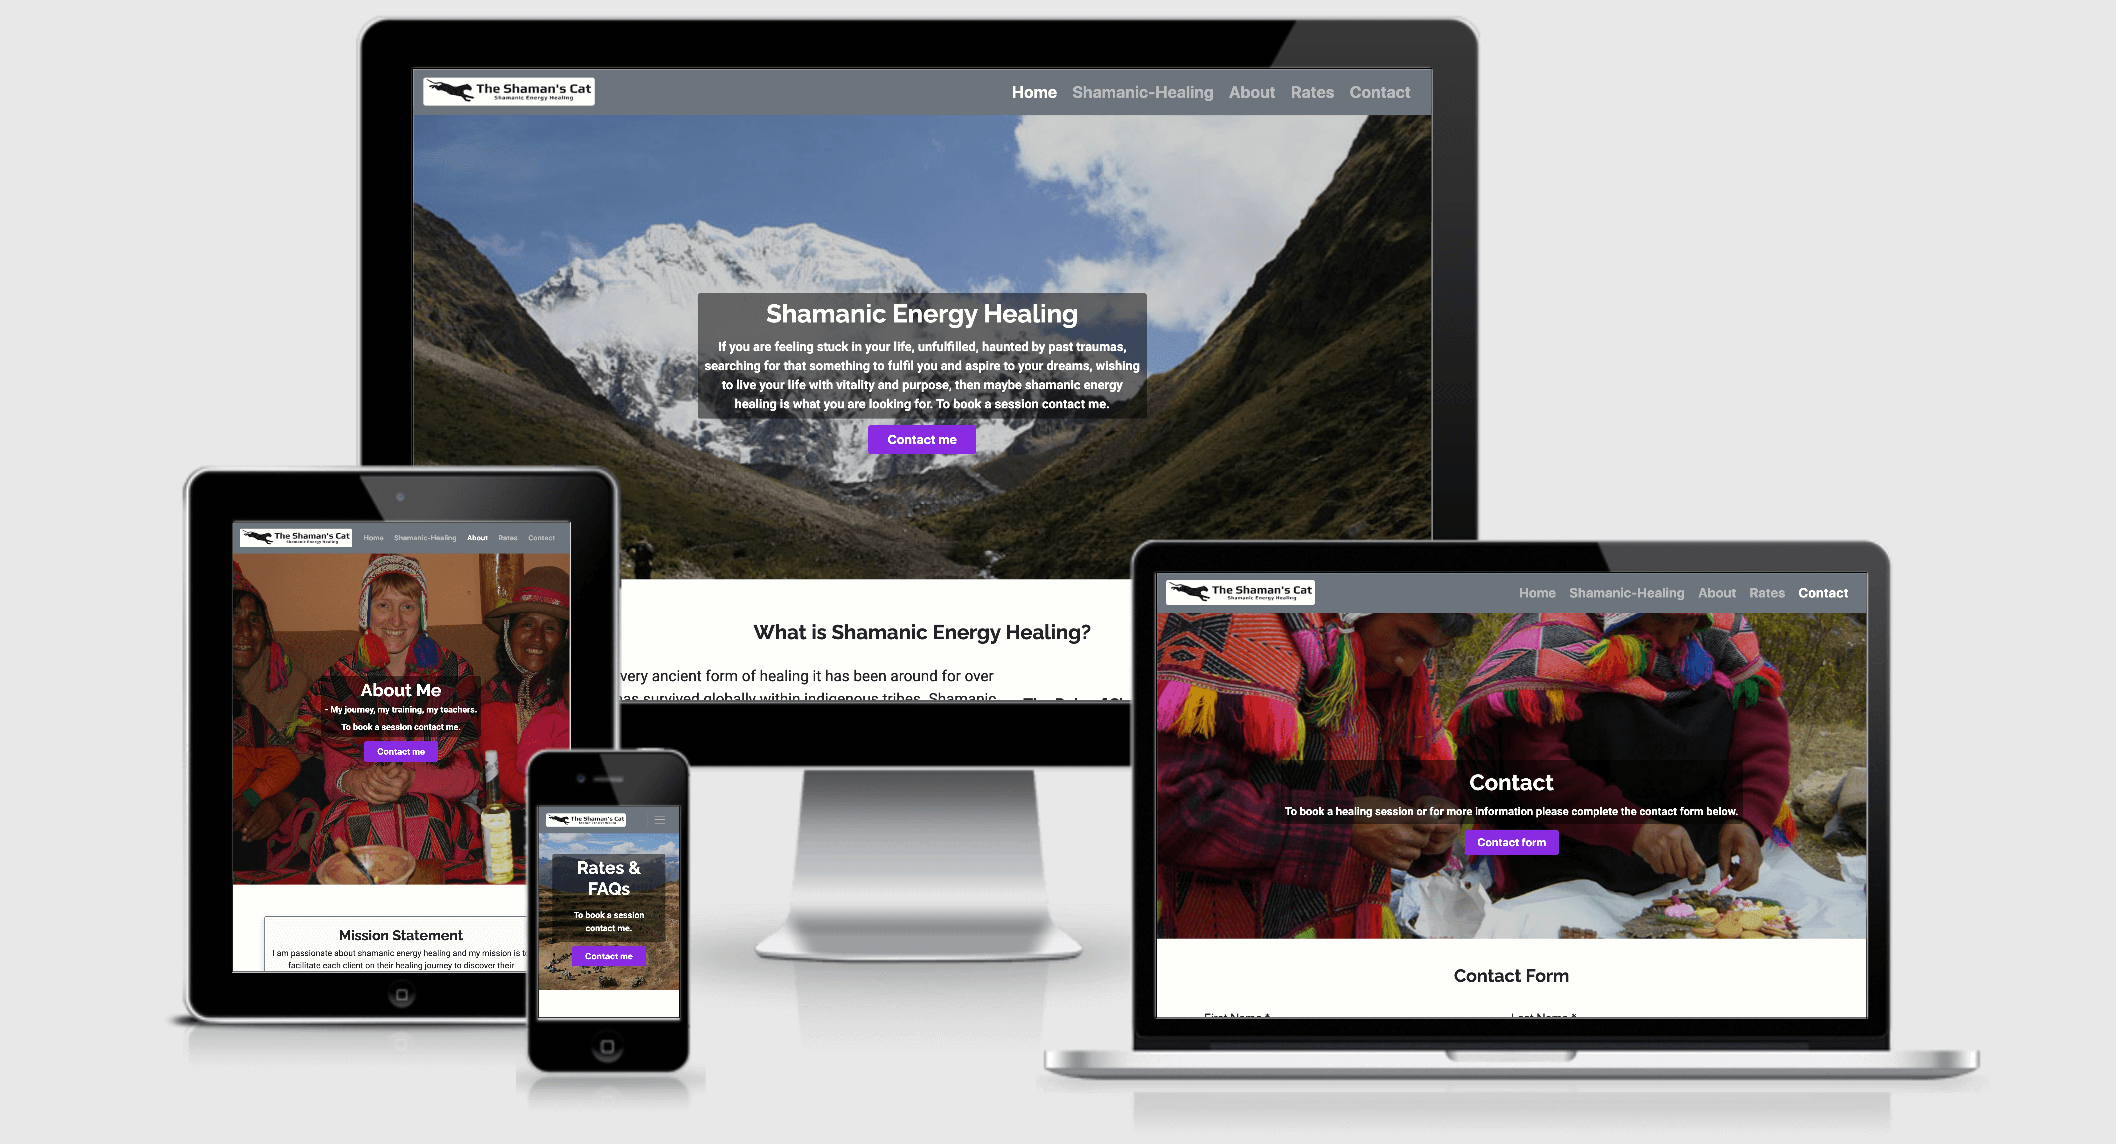 The Shaman's Cat
Shamanic Energy Healing
Home Shamanic-Healing About Rates Contact
Shamanic Energy Healing
If you are feeling stuck in your life, unfulfilled, haunted by past traumas,
searching for that something to fulfil you and aspire to your dreams, wishing
to live your life with vitality and purpose, then maybe shamanic energy
healing is what you are looking for. To book a session contact me.
Contact me
What is Shamanic Energy Healing?
very ancient form of healing it has been around for over
has survived globally within indigenous tribes. Shamanic
The Shaman's Cat
Shamanic Energy Healing
Home Shamanic-Healing About Rates Contact
About Me
- My journey, my training, my teachers.
To book a session contact me.
Contact me
Mission Statement
I am passionate about shamanic energy healing and my mission is to
facilitate each client on their healing journey to discover their
The Shaman's Cat
Shamanic Energy Healing
Rates &
FAQs
To book a session
contact me.
Contact me
The Shaman's Cat
Shamanic Energy Healing
Home Shamanic-Healing About Rates Contact
Contact
To book a healing session or for more information please complete the contact form below.
Contact form
Contact Form
First Name * Last Name *